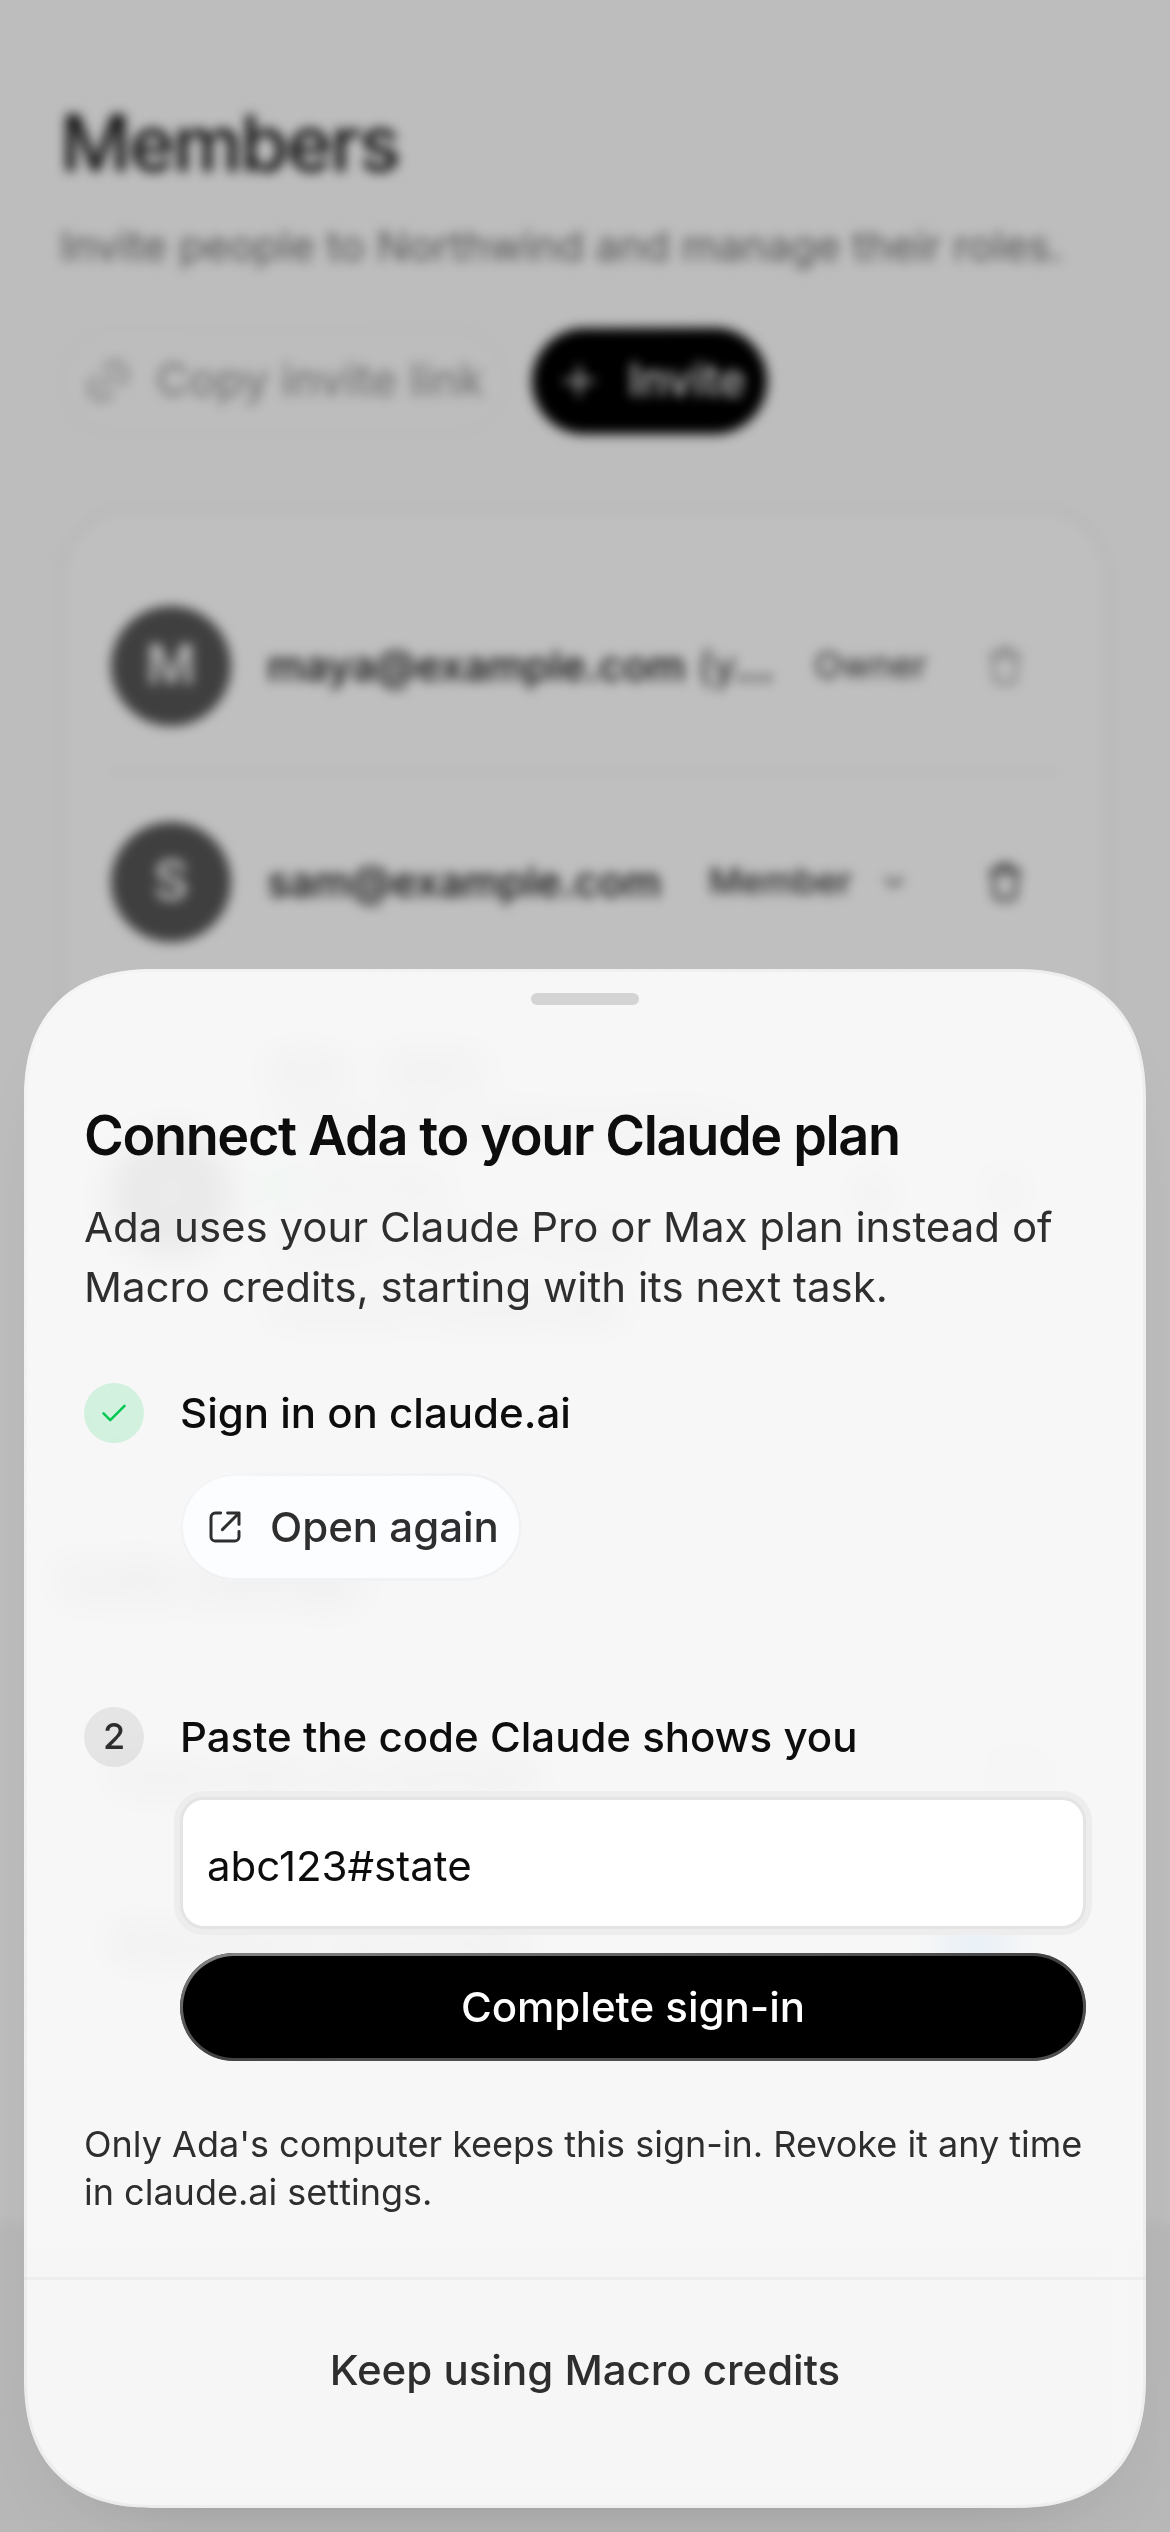 Members
Invite people to Northwind and manage their roles.
Copy invite link
Invite
M
maya@example.com (y...
Owner
S
sam@example.com
Member
Connect Ada to your Claude plan
Ada uses your Claude Pro or Max plan instead of
Macro credits, starting with its next task.
Sign in on claude.ai
Open again
2
Paste the code Claude shows you
abc123#state
Complete sign-in
Only Ada's computer keeps this sign-in. Revoke it any time
in claude.ai settings.
Keep using Macro credits